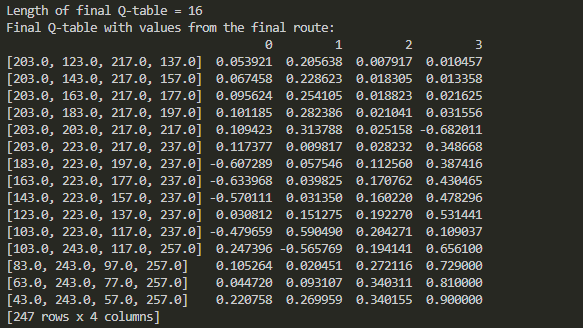 Length of final Q-table = 16
Final Q-table with values from the final route:
0 1 2 3
[203.0, 123.0, 217.0, 137.0] 0.053921 0.205638 0.007917 0.010457
[203.0, 143.0, 217.0, 157.0] 0.067458 0.228623 0.018305 0.013358
[203.0, 163.0, 217.0, 177.0] 0.095624 0.254105 0.018823 0.021625
[203.0, 183.0, 217.0, 197.0] 0.101185 0.282386 0.021041 0.031556
[203.0, 203.0, 217.0, 217.0] 0.109423 0.313788 0.025158 -0.682011
[203.0, 223.0, 217.0, 237.0] 0.117377 0.009817 0.028232 0.348668
[183.0, 223.0, 197.0, 237.0] -0.607289 0.057546 0.112560 0.387416
[163.0, 223.0, 177.0, 237.0] -0.633968 0.039825 0.170762 0.430465
[143.0, 223.0, 157.0, 237.0] -0.570111 0.031350 0.160220 0.478296
[123.0, 223.0, 137.0, 237.0] 0.030812 0.151275 0.192270 0.531441
[103.0, 223.0, 117.0, 237.0] -0.479659 0.590490 0.204271 0.109037
[103.0, 243.0, 117.0, 257.0] 0.247396 -0.565769 0.194141 0.656100
[83.0, 243.0, 97.0, 257.0] 0.105264 0.020451 0.272116 0.729000
[63.0, 243.0, 77.0, 257.0] 0.044720 0.093107 0.340311 0.810000
[43.0, 243.0, 57.0, 257.0] 0.220758 0.269959 0.340155 0.900000
[247 rows x 4 columns]